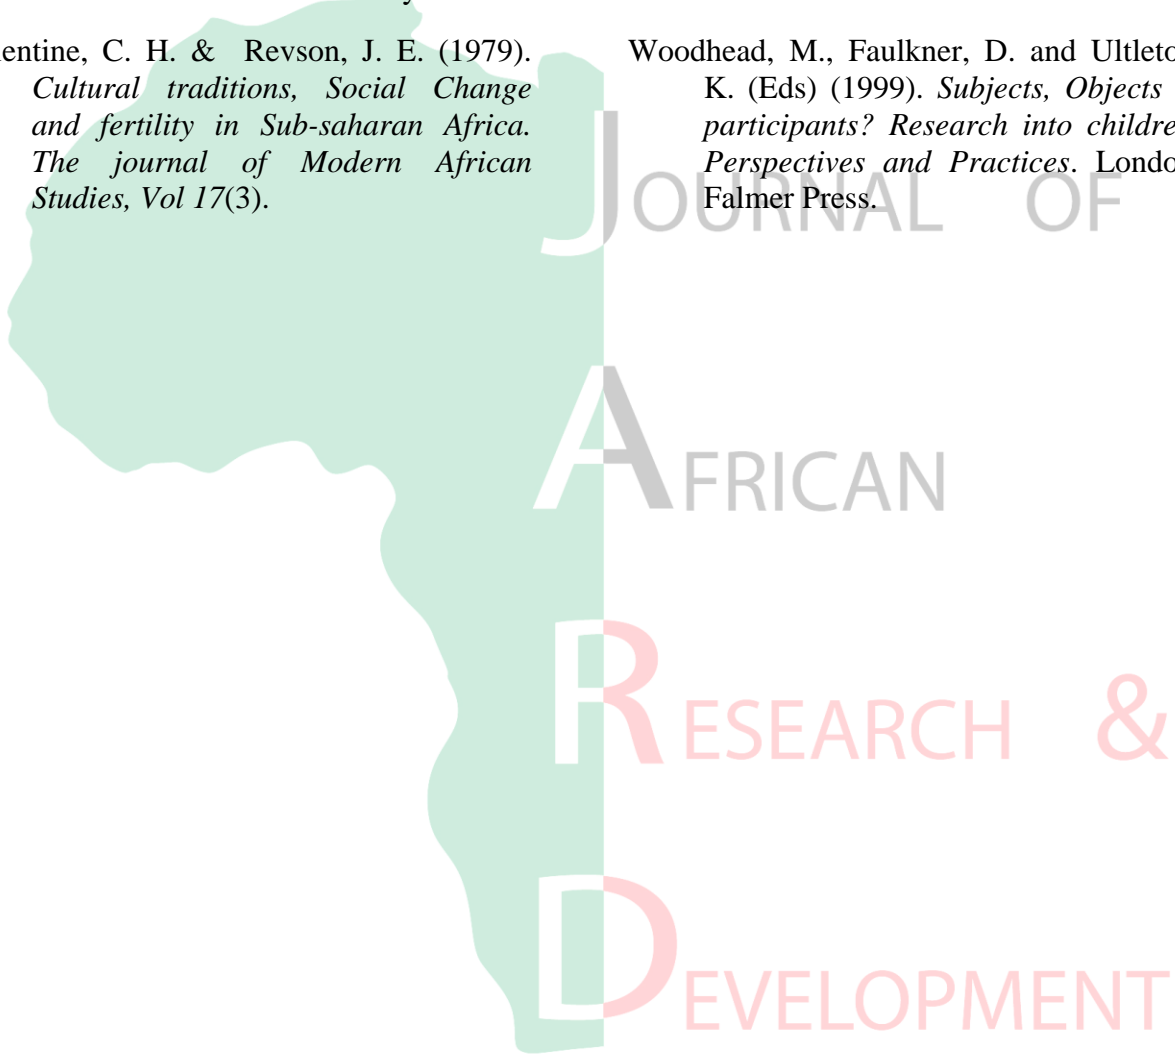 lentine, C. H. & Revson, J. E. (1979).
Cultural traditions, Social Change
and fertility in Sub-saharan Africa.
The journal of Modern African
Studies, Vol 17(3).
Woodhead, M., Faulkner, D. and Ultleto
K. (Eds) (1999). Subjects, Objects
participants? Research into childre
Perspectives and Practices. Londo
Falmer Press.
JOURNAL OF
AFRICAN
RESEARCH &
DEVELOPMENT